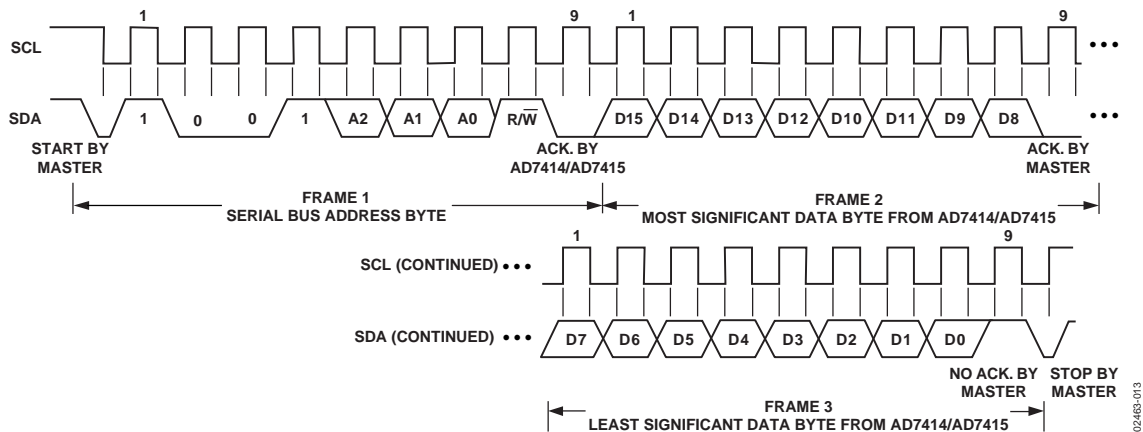 1 9 1 9
SCL •••
SDA 1 0 0 1 A2 A1 A0 R/W̅ D15 D14 D13 D12 D10 D11 D9 D8 •••
START BY MASTER
ACK. BY AD7414/AD7415
ACK. BY MASTER
FRAME 1
SERIAL BUS ADDRESS BYTE
FRAME 2
MOST SIGNIFICANT DATA BYTE FROM AD7414/AD7415
1 9
SCL (CONTINUED) •••
SDA (CONTINUED) ••• D7 D6 D5 D4 D3 D2 D1 D0
NO ACK. BY MASTER
STOP BY MASTER
FRAME 3
LEAST SIGNIFICANT DATA BYTE FROM AD7414/AD7415
02463-013